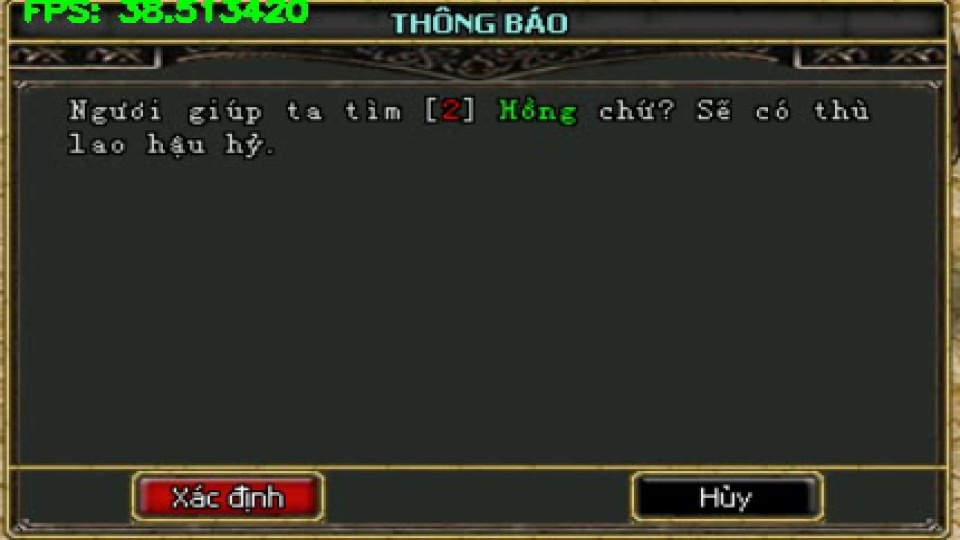 FPS: 38.513420
THÔNG BÁO
Ngươi giúp ta tìm [2] Hồng chứ? Sẽ có thù
lao hậu hỷ.
Xác định
Hủy